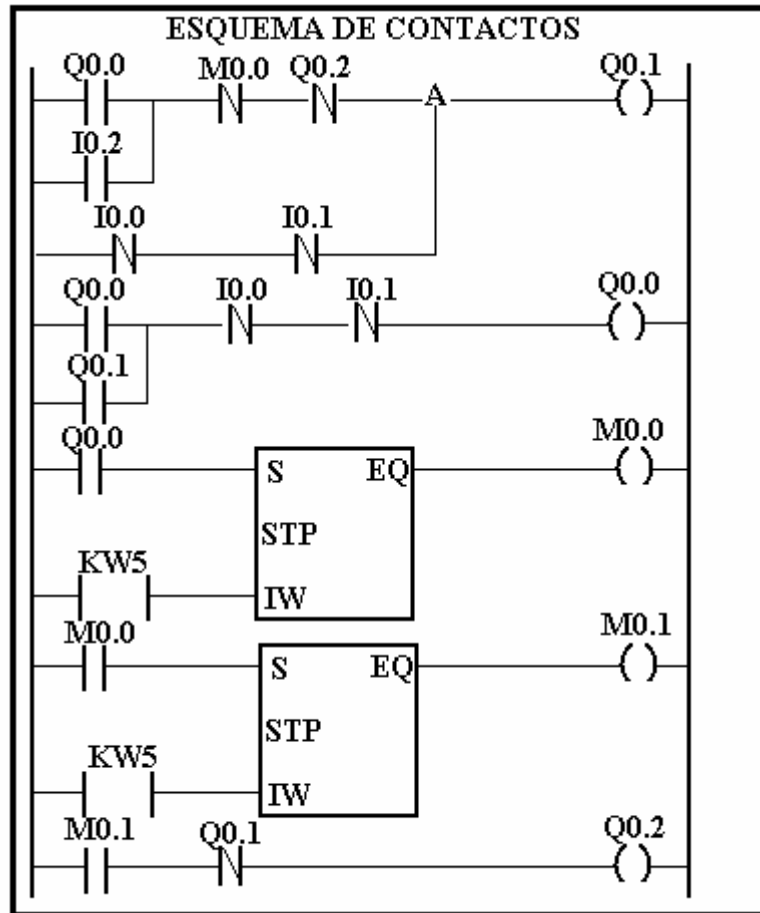 ESQUEMA DE CONTACTOS
Q0.0 M0.0 Q0.2 Q0.1
A
I0.2
I0.0 I0.1
Q0.0 I0.0 I0.1 Q0.0
Q0.1
Q0.0 M0.0
S EQ
STP
KW5
IW
M0.0 M0.1
S EQ
STP
KW5
IW
M0.1 Q0.1 Q0.2